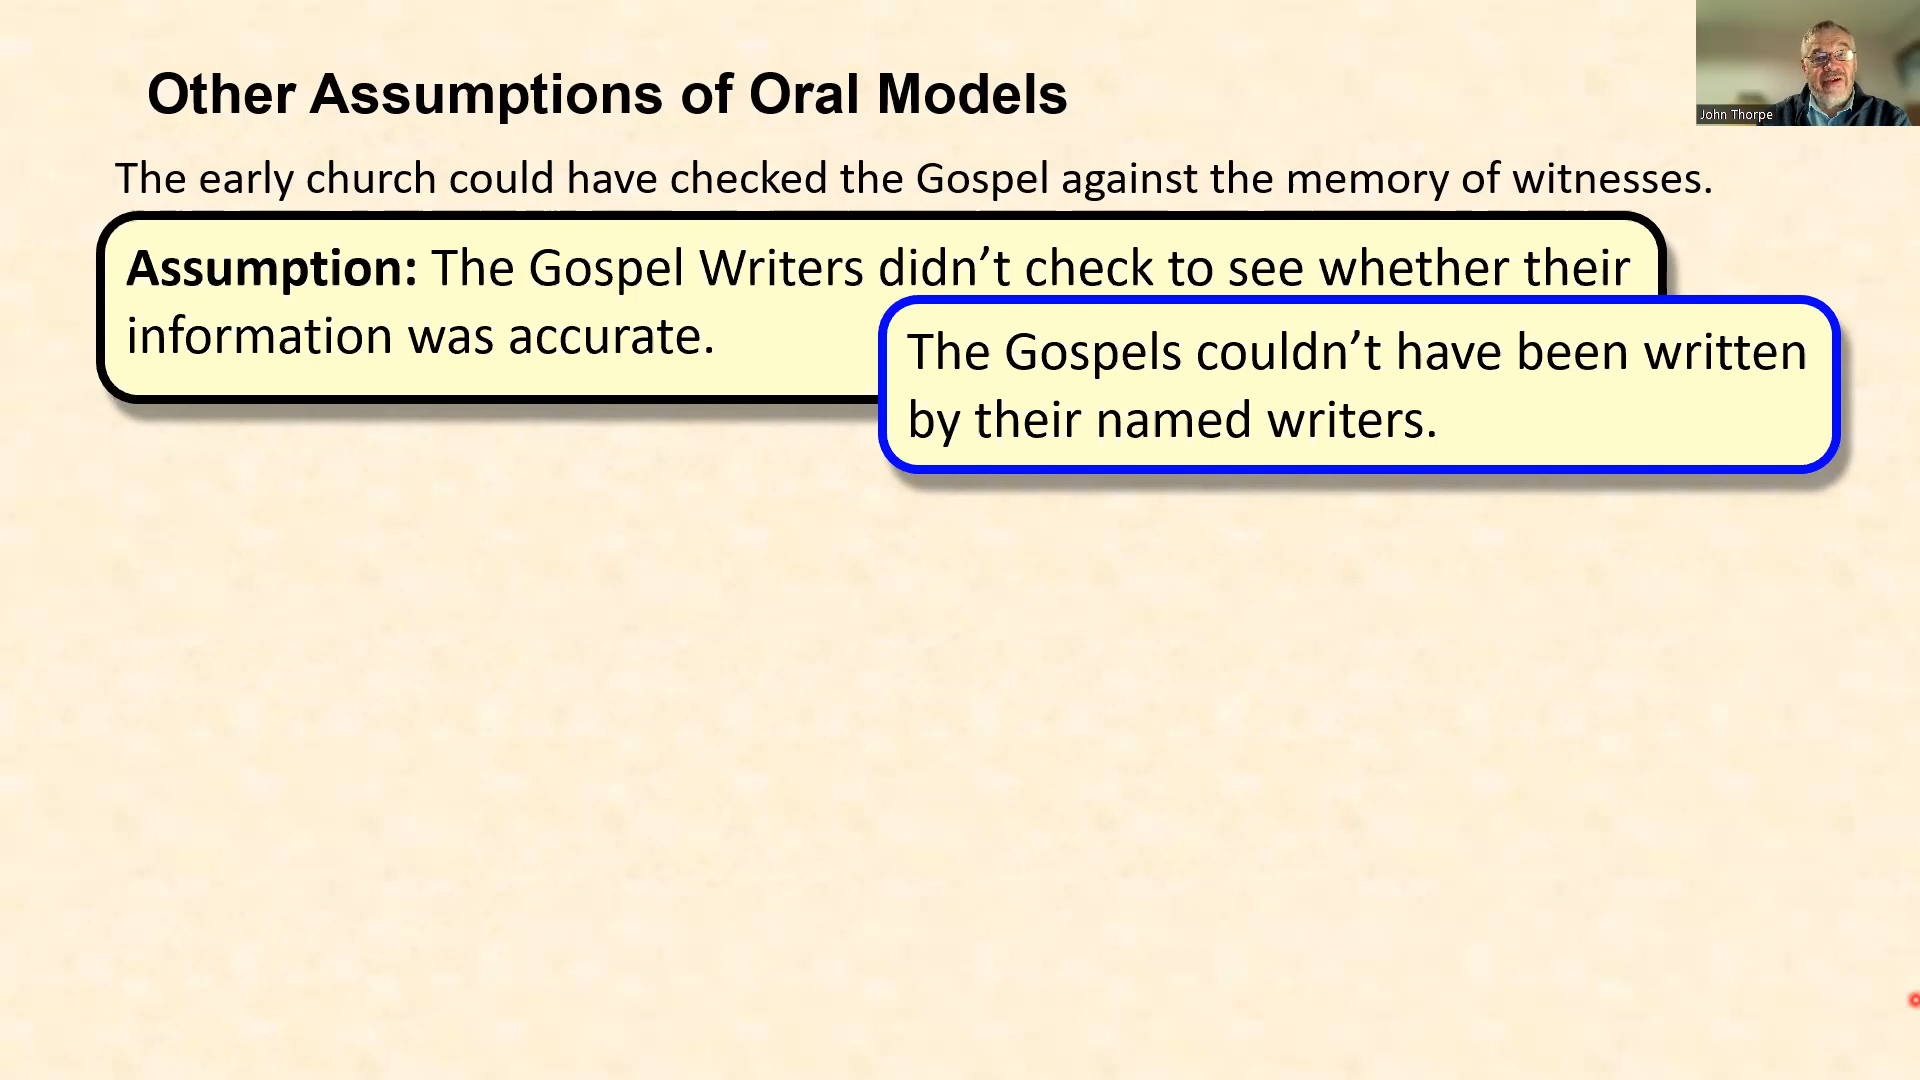 Other Assumptions of Oral Models
John Thorpe
The early church could have checked the Gospel against the memory of witnesses.
Assumption: The Gospel Writers didn’t check to see whether their
information was accurate.
The Gospels couldn’t have been written
by their named writers.